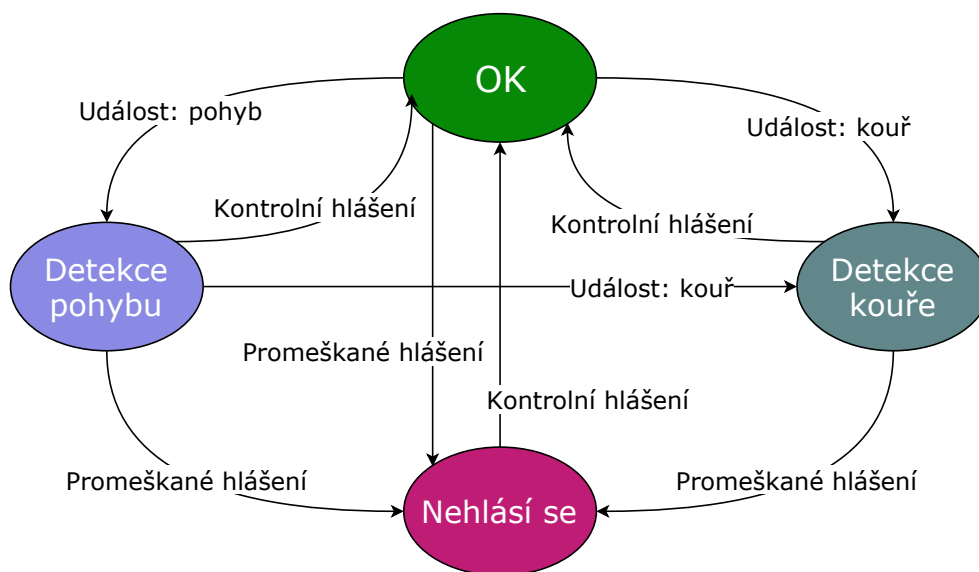 OK
Událost: pohyb
Událost: kouř
Kontrolní hlášení
Kontrolní hlášení
Detekce
pohybu
Událost: kouř
Detekce
kouře
Promeškané hlášení
Kontrolní hlášení
Promeškané hlášení
Promeškané hlášení
Nehlásí se